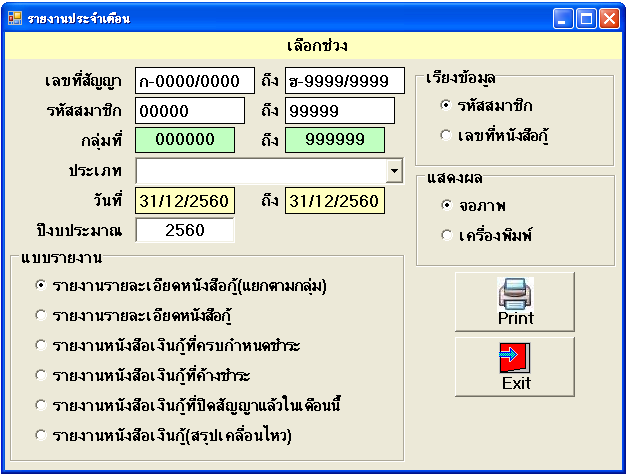 รายงานประจำเดือน
เลือกช่วง
เลขที่สัญญา ก-0000/0000 ถึง ฮ-9999/9999
รหัสสมาชิก 00000 ถึง 99999
กลุ่มที่ 000000 ถึง 999999
ประเภท
วันที่ 31/12/2560 ถึง 31/12/2560
ปีงบประมาณ 2560
แบบรายงาน
รายงานรายละเอียดหนังสือกู้(แยกตามกลุ่ม)
รายงานรายละเอียดหนังสือกู้
รายงานหนังสือเงินกู้ที่ครบกำหนดชำระ
รายงานหนังสือเงินกู้ที่ค้างชำระ
รายงานหนังสือเงินกู้ที่ปิดสัญญาแล้วในเดือนนี้
รายงานหนังสือเงินกู้(สรุปเคลื่อนไหว)
เรียงข้อมูล
รหัสสมาชิก
เลขที่หนังสือกู้
แสดงผล
จอภาพ
เครื่องพิมพ์
Print
Exit